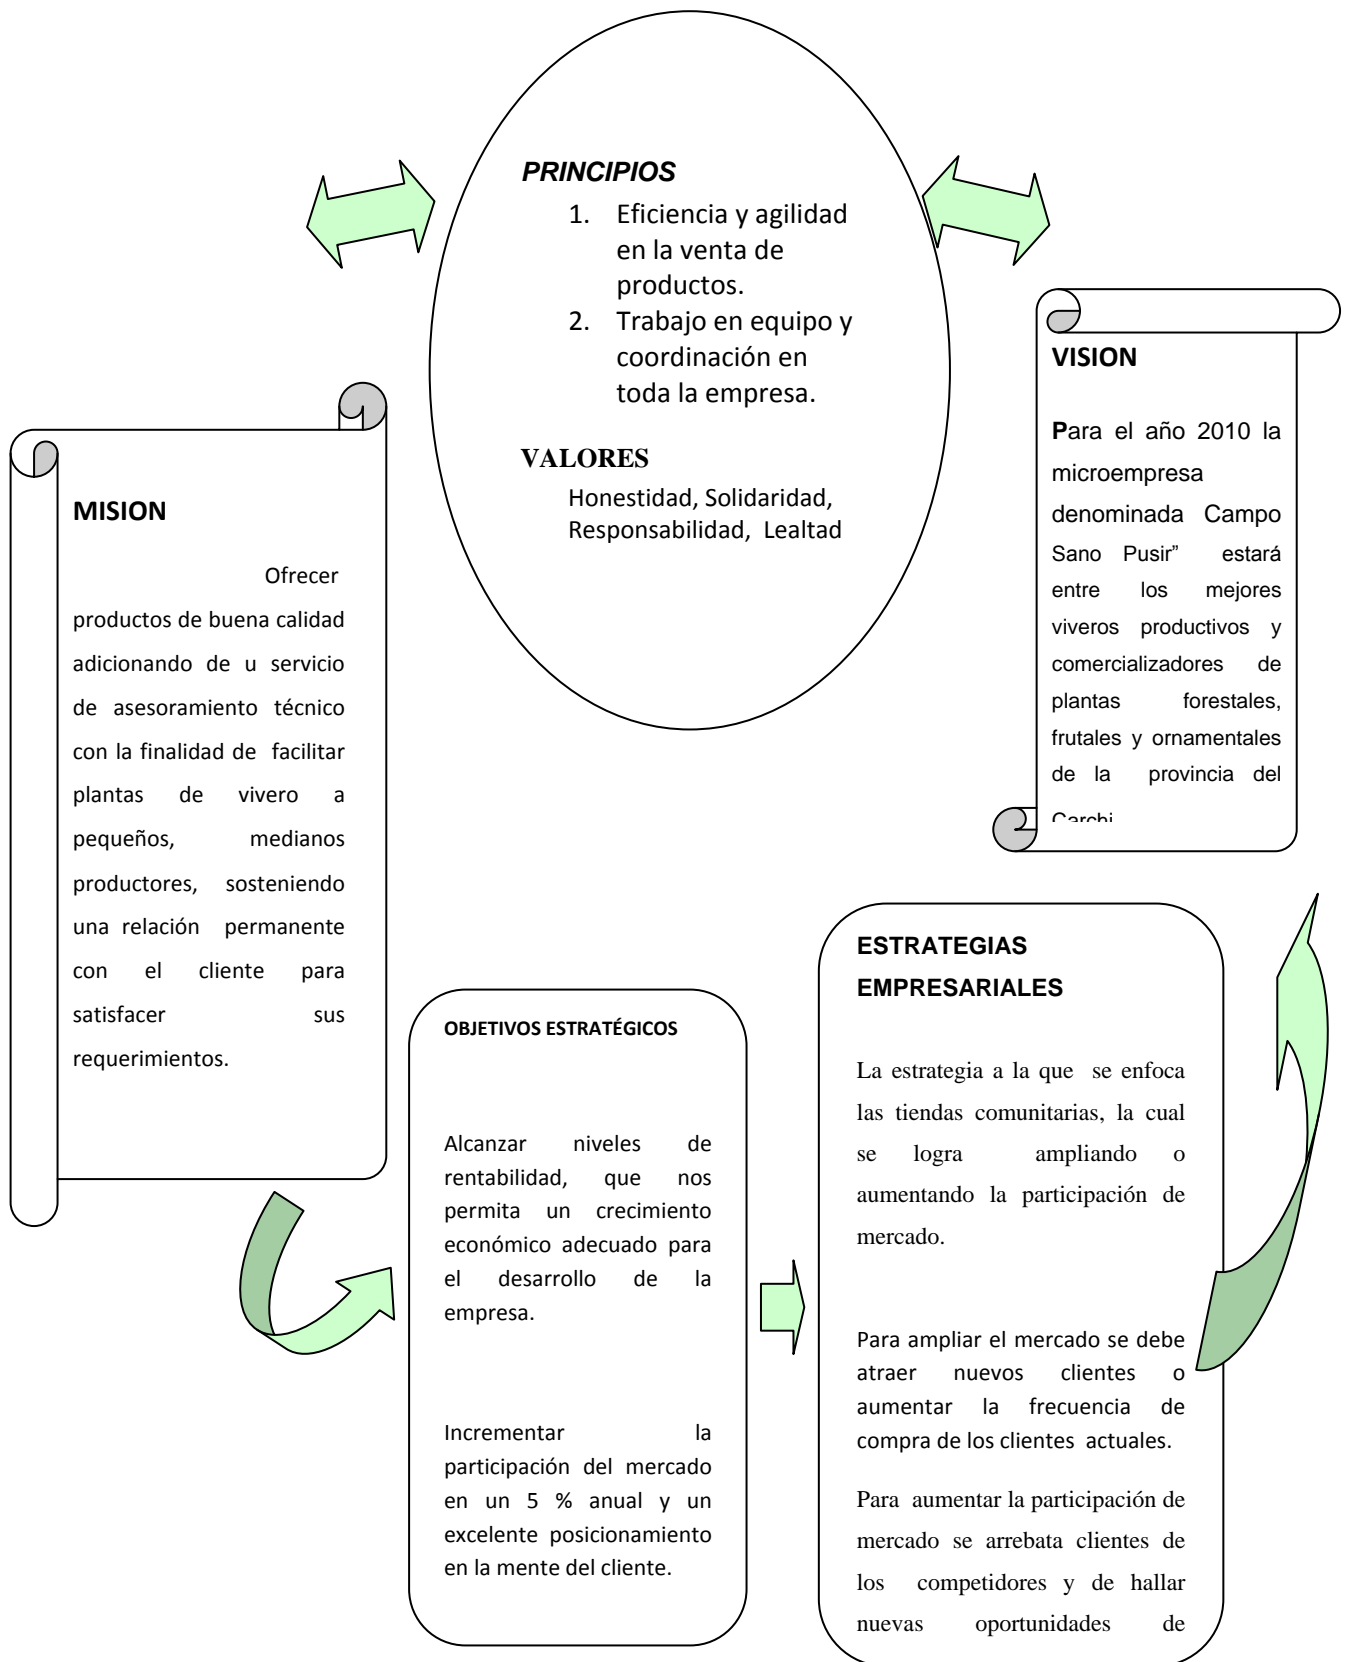 PRINCIPIOS
1. Eficiencia y agilidad
en la venta de
productos.
2. Trabajo en equipo y
coordinación en
toda la empresa.
VALORES
Honestidad, Solidaridad,
Responsabilidad, Lealtad
VISION
Para el año 2010 la
microempresa
denominada Campo
Sano Pusir” estará
entre los mejores
viveros productivos y
comercializadores de
plantas forestales,
frutales y ornamentales
de la provincia del
Carchi
MISION
Ofrecer
productos de buena calidad
adicionando de u servicio
de asesoramiento técnico
con la finalidad de facilitar
plantas de vivero a
pequeños, medianos
productores, sosteniendo
una relación permanente
con el cliente para
satisfacer sus
requerimientos.
OBJETIVOS ESTRATÉGICOS
Alcanzar niveles de
rentabilidad, que nos
permita un crecimiento
económico adecuado para
el desarrollo de la
empresa.
Incrementar la
participación del mercado
en un 5 % anual y un
excelente posicionamiento
en la mente del cliente.
ESTRATEGIAS
EMPRESARIALES
La estrategia a la que se enfoca
las tiendas comunitarias, la cual
se logra ampliando o
aumentando la participación de
mercado.
Para ampliar el mercado se debe
atraer nuevos clientes o
aumentar la frecuencia de
compra de los clientes actuales.
Para aumentar la participación de
mercado se arrebata clientes de
los competidores y de hallar
nuevas oportunidades de